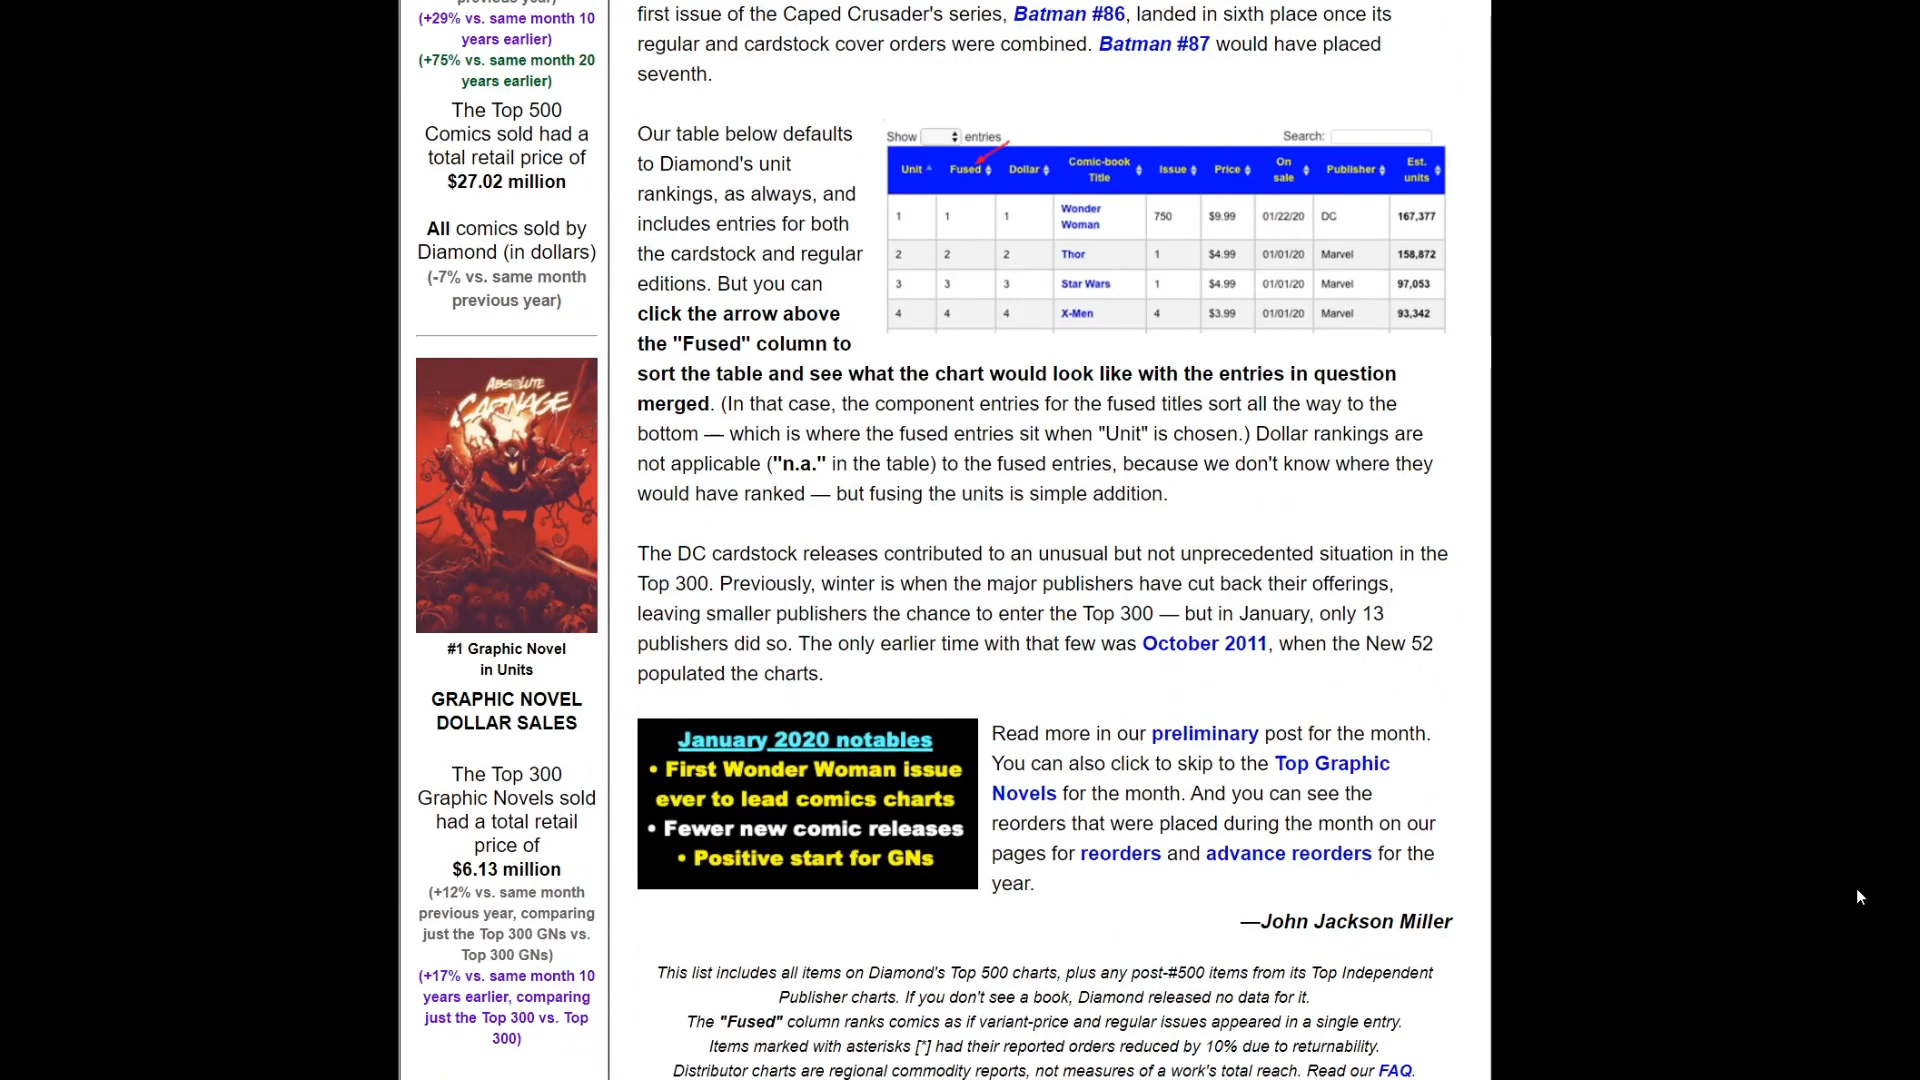 previous year)
(+29% vs. same month 10
years earlier)
(+75% vs. same month 20
years earlier)
The Top 500
Comics sold had a
total retail price of
$27.02 million
All comics sold by
Diamond (in dollars)
(-7% vs. same month
previous year)
ABSOLUTE
CARNAGE
#1 Graphic Novel
in Units
GRAPHIC NOVEL
DOLLAR SALES
The Top 300
Graphic Novels sold
had a total retail
price of
$6.13 million
(+12% vs. same month
previous year, comparing
just the Top 300 GNs vs.
Top 300 GNs)
(+17% vs. same month 10
years earlier, comparing
just the Top 300 vs. Top
300)
first issue of the Caped Crusader's series, Batman #86, landed in sixth place once its
regular and cardstock cover orders were combined. Batman #87 would have placed
seventh.
Our table below defaults
to Diamond's unit
rankings, as always, and
includes entries for both
the cardstock and regular
editions. But you can
click the arrow above
the "Fused" column to
Show entries Search:
Unit Fused Dollar Comic-book Title Issue Price On sale Publisher Est. units
1 1 1 Wonder Woman 750 $9.99 01/22/20 DC 167,377
2 2 2 Thor 1 $4.99 01/01/20 Marvel 158,872
3 3 3 Star Wars 1 $4.99 01/01/20 Marvel 97,053
4 4 4 X-Men 4 $3.99 01/01/20 Marvel 93,342
sort the table and see what the chart would look like with the entries in question
merged. (In that case, the component entries for the fused titles sort all the way to the
bottom — which is where the fused entries sit when "Unit" is chosen.) Dollar rankings are
not applicable ("n.a." in the table) to the fused entries, because we don't know where they
would have ranked — but fusing the units is simple addition.
The DC cardstock releases contributed to an unusual but not unprecedented situation in the
Top 300. Previously, winter is when the major publishers have cut back their offerings,
leaving smaller publishers the chance to enter the Top 300 — but in January, only 13
publishers did so. The only earlier time with that few was October 2011, when the New 52
populated the charts.
January 2020 notables
• First Wonder Woman issue
ever to lead comics charts
• Fewer new comic releases
• Positive start for GNs
Read more in our preliminary post for the month.
You can also click to skip to the Top Graphic
Novels for the month. And you can see the
reorders that were placed during the month on our
pages for reorders and advance reorders for the
year.
—John Jackson Miller
This list includes all items on Diamond's Top 500 charts, plus any post-#500 items from its Top Independent
Publisher charts. If you don't see a book, Diamond released no data for it.
The "Fused" column ranks comics as if variant-price and regular issues appeared in a single entry.
Items marked with asterisks [*] had their reported orders reduced by 10% due to returnability.
Distributor charts are regional commodity reports, not measures of a work's total reach. Read our FAQ.